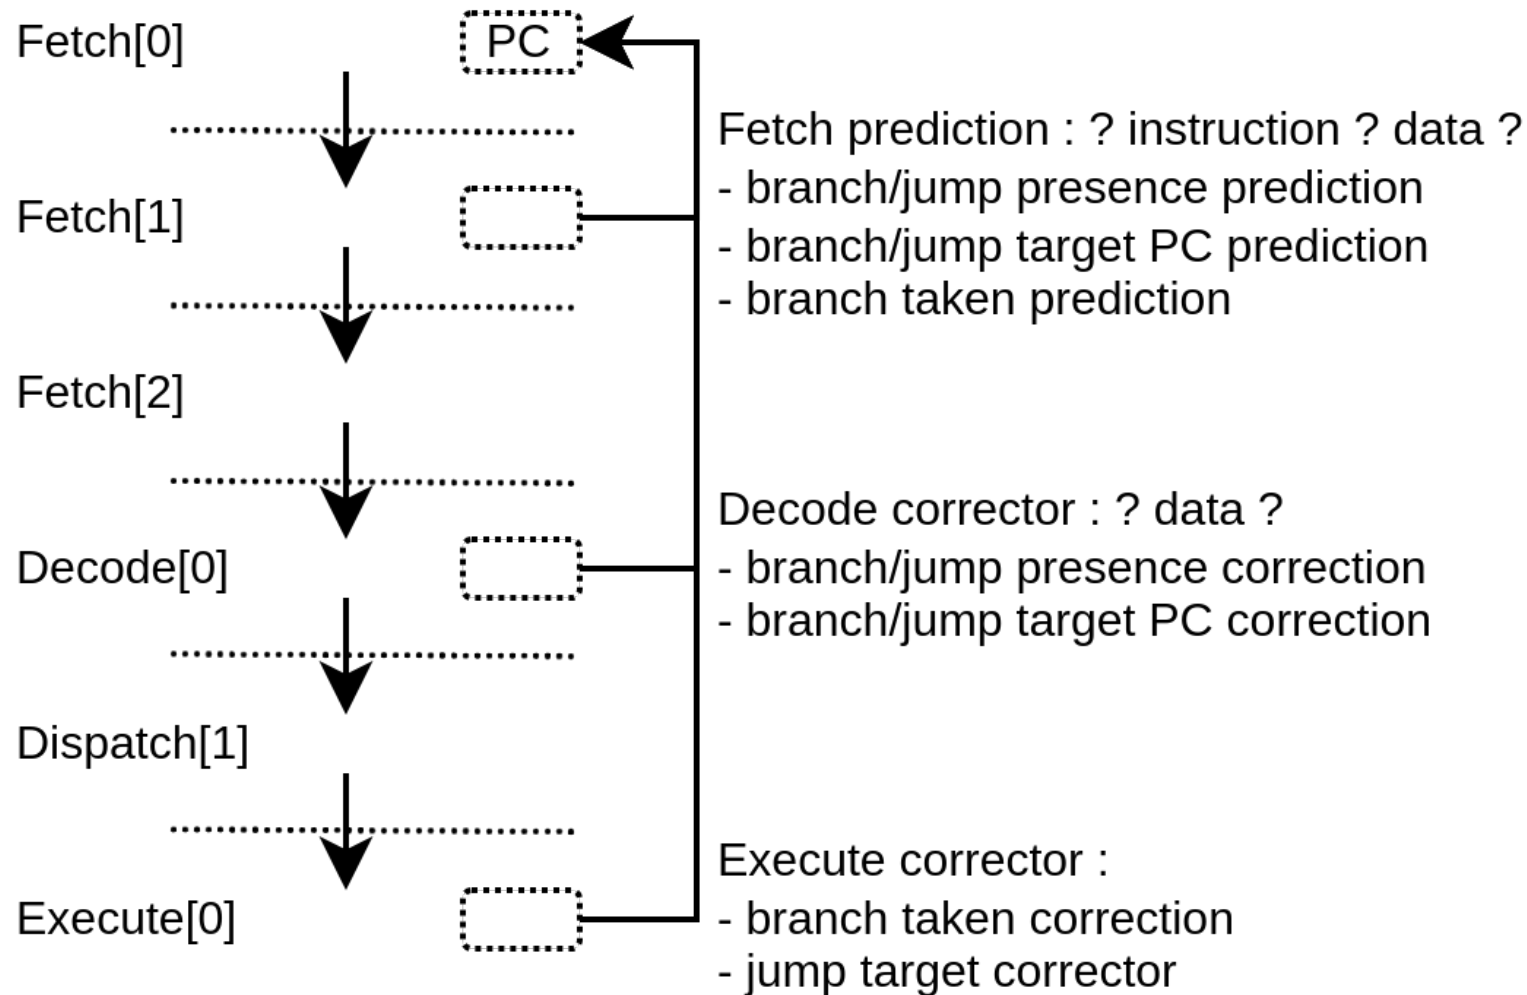 Fetch[0]
PC
Fetch prediction : ? instruction ? data ?
- branch/jump presence prediction
Fetch[1]
- branch/jump target PC prediction
- branch taken prediction
Fetch[2]
Decode corrector : ? data ?
Decode[0]
- branch/jump presence correction
- branch/jump target PC correction
Dispatch[1]
Execute corrector :
Execute[0]
- branch taken correction
- jump target corrector